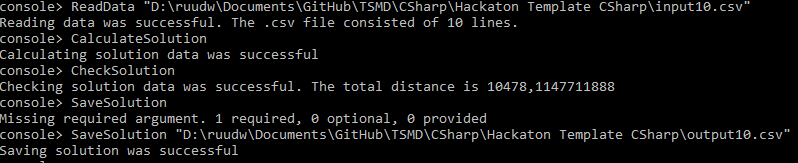 console> ReadData "D:\ruudw\Documents\GitHub\TSMD\CSharp\Hackaton Template CSharp\input10.csv"
Reading data was successful. The .csv file consisted of 10 lines.
console> CalculateSolution
Calculating solution data was successful
console> CheckSolution
Checking solution data was successful. The total distance is 10478,1147711888
console> SaveSolution
Missing required argument. 1 required, 0 optional, 0 provided
console> SaveSolution "D:\ruudw\Documents\GitHub\TSMD\CSharp\Hackaton Template CSharp\output10.csv"
Saving solution was successful